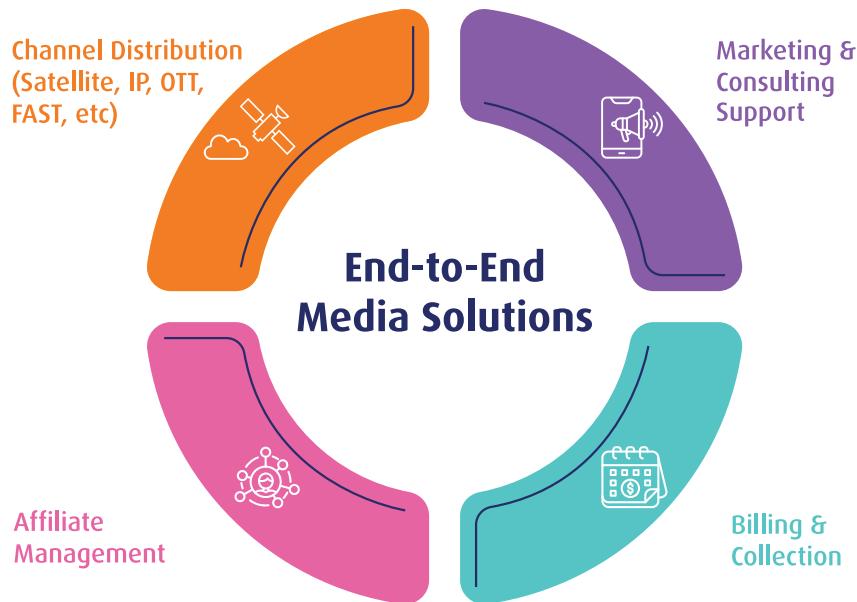 Channel Distribution
(Satellite, IP, OTT,
FAST, etc)
Marketing &
Consulting
Support
End-to-End
Media Solutions
Affiliate
Management
Billing &
Collection